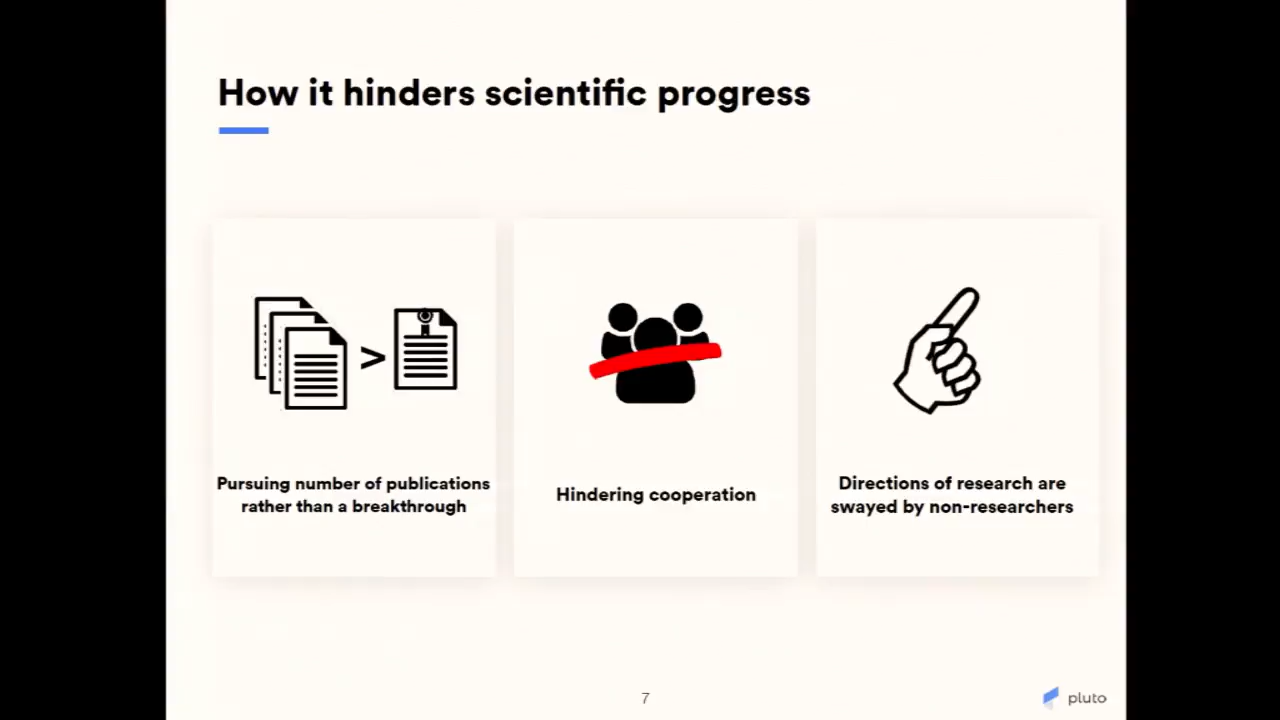 How it hinders scientific progress
>
Pursuing number of publications
rather than a breakthrough
Hindering cooperation
Directions of research are
swayed by non-researchers
7
pluto